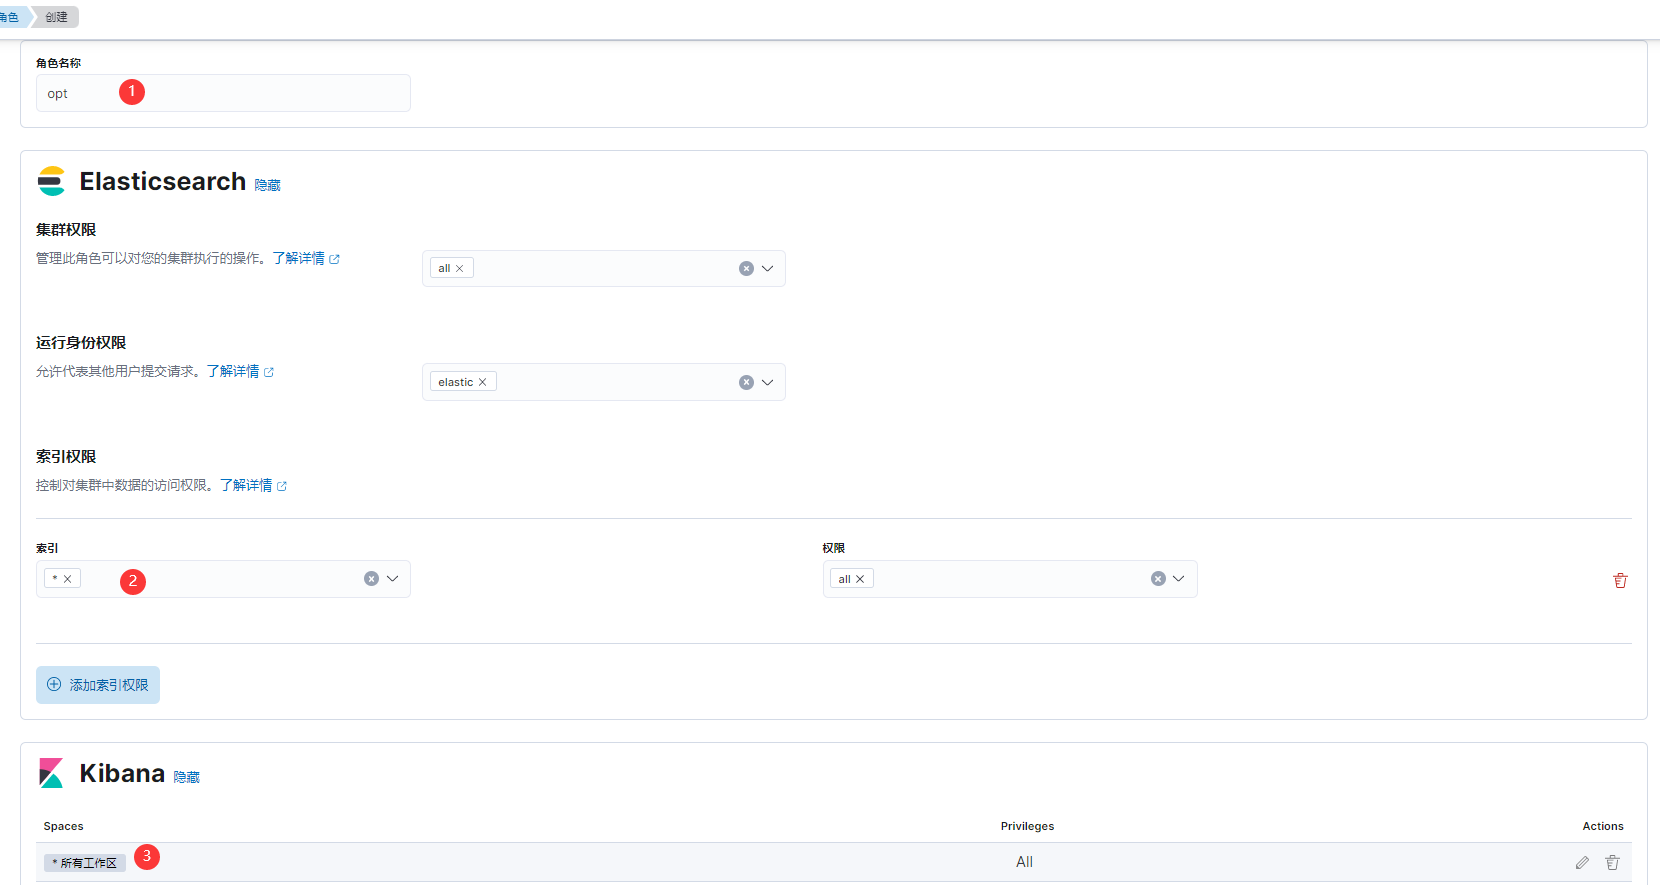 角色
创建
角色名称
opt
1
Elasticsearch 隐藏
集群权限
管理此角色可以对您的集群执行的操作。了解详情
all
运行身份权限
允许代表其他用户提交请求。了解详情
elastic
索引权限
控制对集群中数据的访问权限。了解详情
索引 权限
* 2 all
添加索引权限
Kibana 隐藏
Spaces Privileges Actions
* 所有工作区 3 All